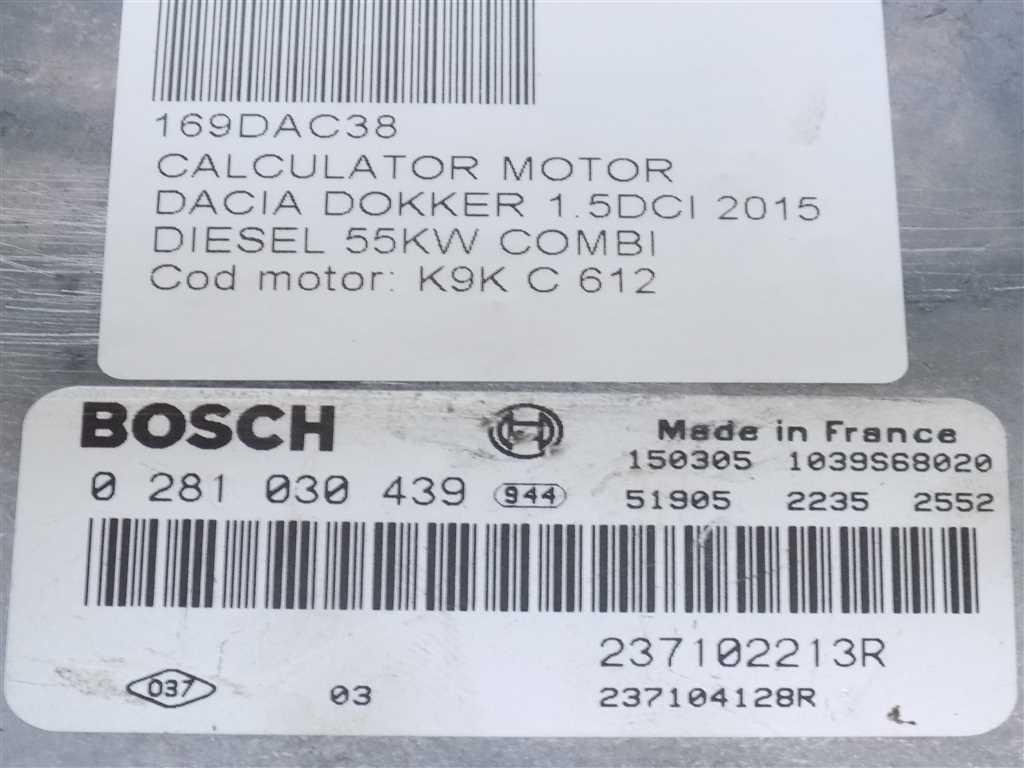 169DAC38
CALCULATOR MOTOR
DACIA DOKKER 1.5DCI 2015
DIESEL 55KW COMBI
Cod motor: K9K C 612
BOSCH
Made in France
150305 1039S68020
0 281 030 439 944 51905 2235 2552
237102213R
037 03 237104128R